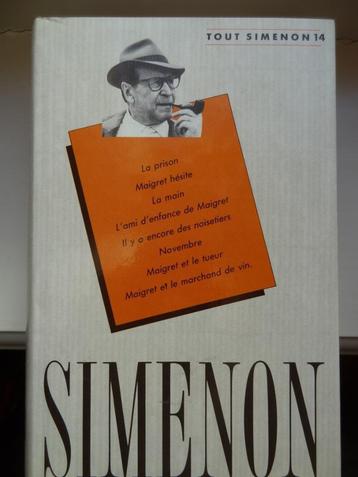 TOUT SIMENON 14
La prison
Maigret hésite
La main
L'ami d'enfance de Maigret
Il y a encore des noisetiers
Novembre
Maigret et le tueur
Maigret et le marchand de vin.
SIMENON